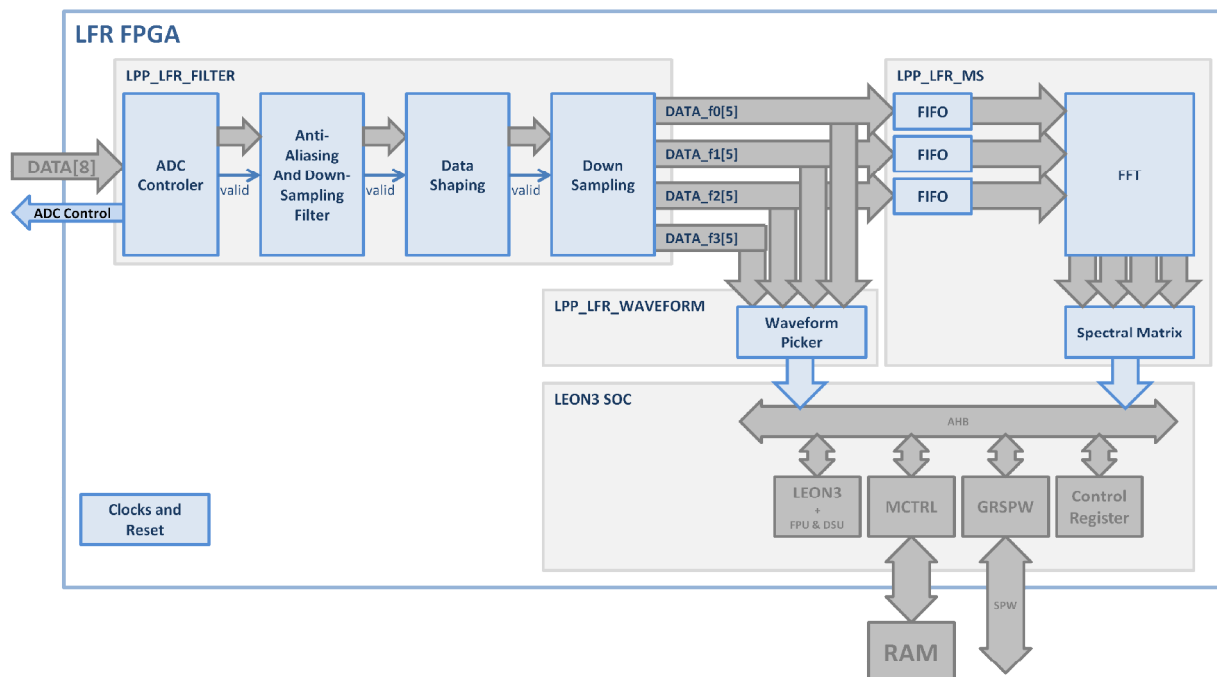 LFR FPGA
LPP_LFR_FILTER
LPP_LFR_MS
DATA[8]
ADC Control
ADC
Controler
valid
Anti-
Aliasing
And Down-
Sampling
Filter
valid
Data
Shaping
valid
Down
Sampling
DATA_f0[5]
DATA_f1[5]
DATA_f2[5]
DATA_f3[5]
FIFO
FIFO
FIFO
FFT
LPP_LFR_WAVEFORM
Waveform
Picker
Spectral Matrix
LEON3 SOC
AHB
LEON3
+
FPU & DSU
MCTRL
GRSPW
Control
Register
Clocks and
Reset
SPW
RAM